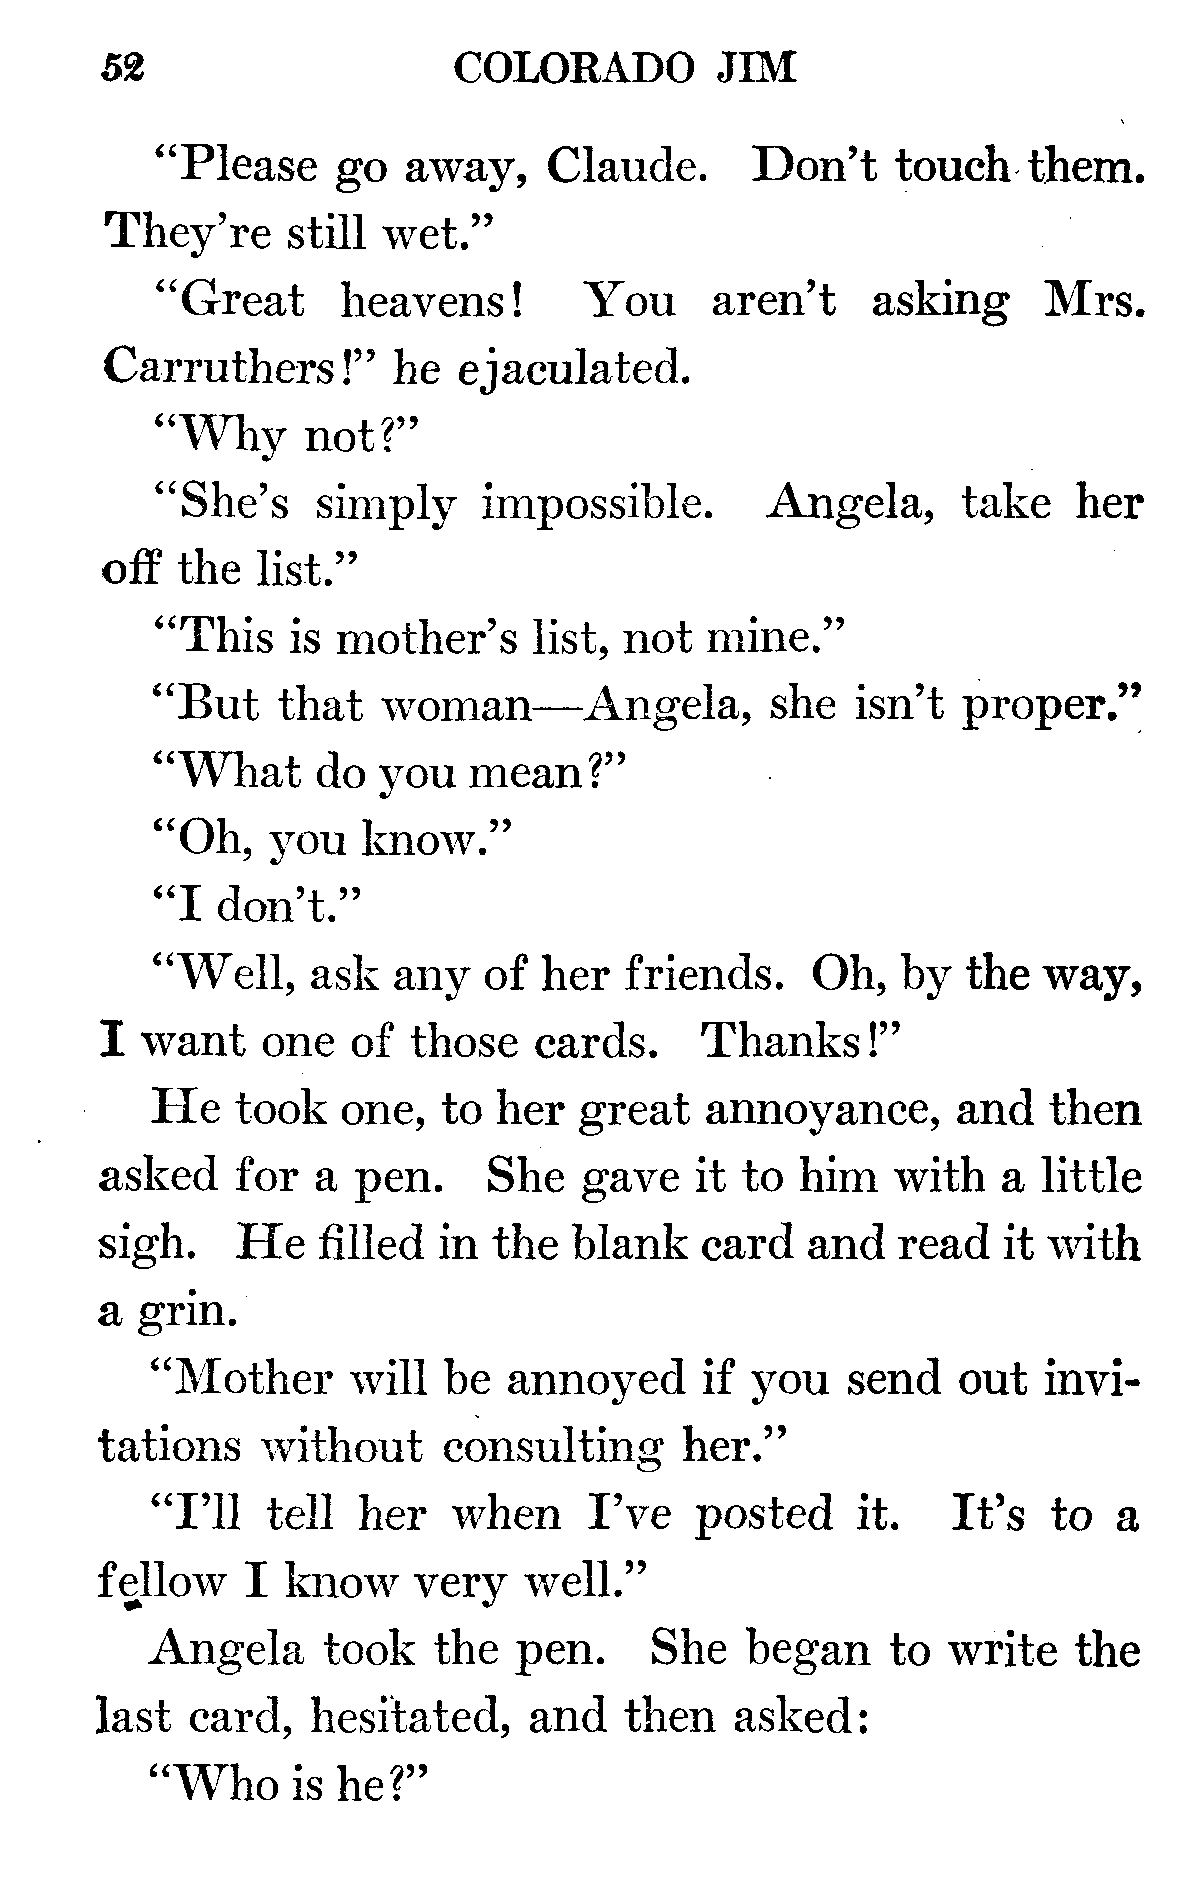 52 COLORADO JIM
“Please go away, Claude. Don’t touch them.
They’re still wet.”
“Great heavens! You aren’t asking Mrs.
Carruthers!” he ejaculated.
“Why not?”
“She’s simply impossible. Angela, take her
off the list.”
“This is mother’s list, not mine.”
“But that woman—Angela, she isn’t proper.”
“What do you mean?”
“Oh, you know.”
“I don’t.”
“Well, ask any of her friends. Oh, by the way,
I want one of those cards. Thanks!”
He took one, to her great annoyance, and then
asked for a pen. She gave it to him with a little
sigh. He filled in the blank card and read it with
a grin.
“Mother will be annoyed if you send out invi-
tations without consulting her.”
“I’ll tell her when I’ve posted it. It’s to a
fellow I know very well.”
Angela took the pen. She began to write the
last card, hesitated, and then asked:
“Who is he?”